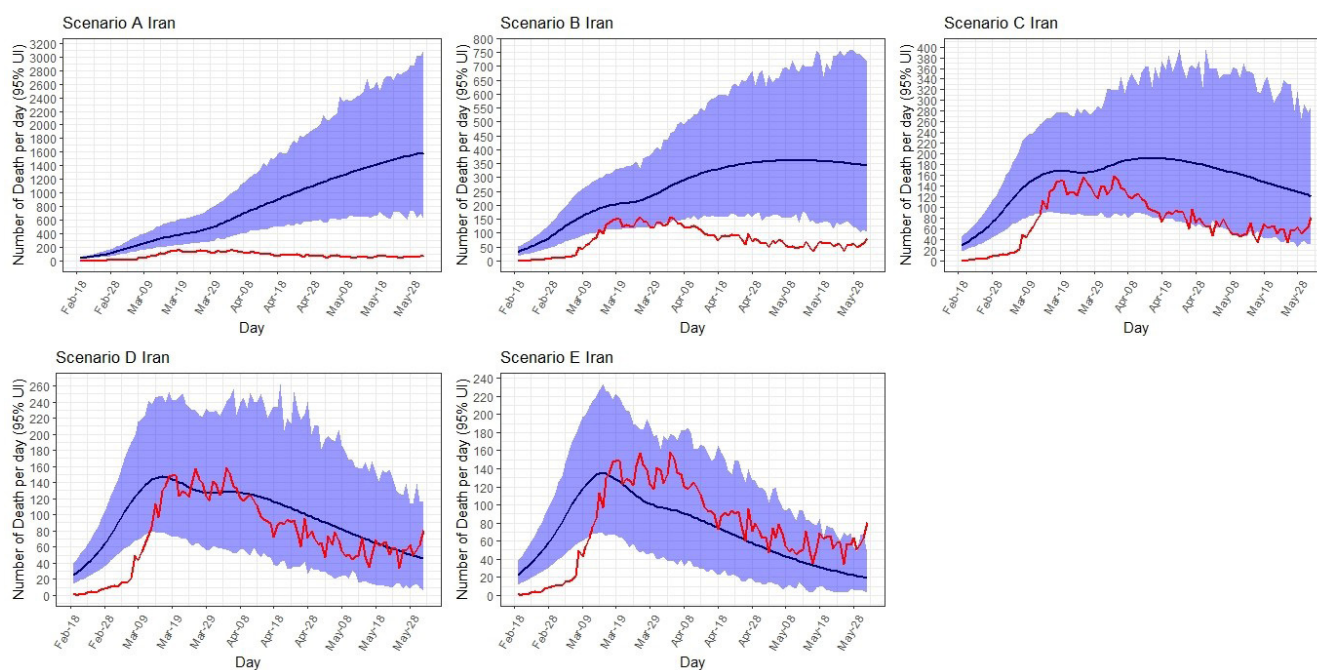 Scenario A Iran
Number of Death per day (95% UI)
3200
3000
2800
2600
2400
2200
2000
1800
1600
1400
1200
1000
800
600
400
200
0
Feb-18
Feb-28
Mar-09
Mar-19
Mar-29
Apr-08
Apr-18
Apr-28
May-08
May-18
May-28
Day
Scenario B Iran
Number of Death per day (95% UI)
800
750
700
650
600
550
500
450
400
350
300
250
200
150
100
50
0
Feb-18
Feb-28
Mar-09
Mar-19
Mar-29
Apr-08
Apr-18
Apr-28
May-08
May-18
May-28
Day
Scenario C Iran
Number of Death per day (95% UI)
400
380
360
340
320
300
280
260
240
220
200
180
160
140
120
100
80
60
40
20
0
Feb-18
Feb-28
Mar-09
Mar-19
Mar-29
Apr-08
Apr-18
Apr-28
May-08
May-18
May-28
Day
Scenario D Iran
Number of Death per day (95% UI)
260
240
220
200
180
160
140
120
100
80
60
40
20
0
Feb-18
Feb-28
Mar-09
Mar-19
Mar-29
Apr-08
Apr-18
Apr-28
May-08
May-18
May-28
Day
Scenario E Iran
Number of Death per day (95% UI)
240
220
200
180
160
140
120
100
80
60
40
20
0
Feb-18
Feb-28
Mar-09
Mar-19
Mar-29
Apr-08
Apr-18
Apr-28
May-08
May-18
May-28
Day